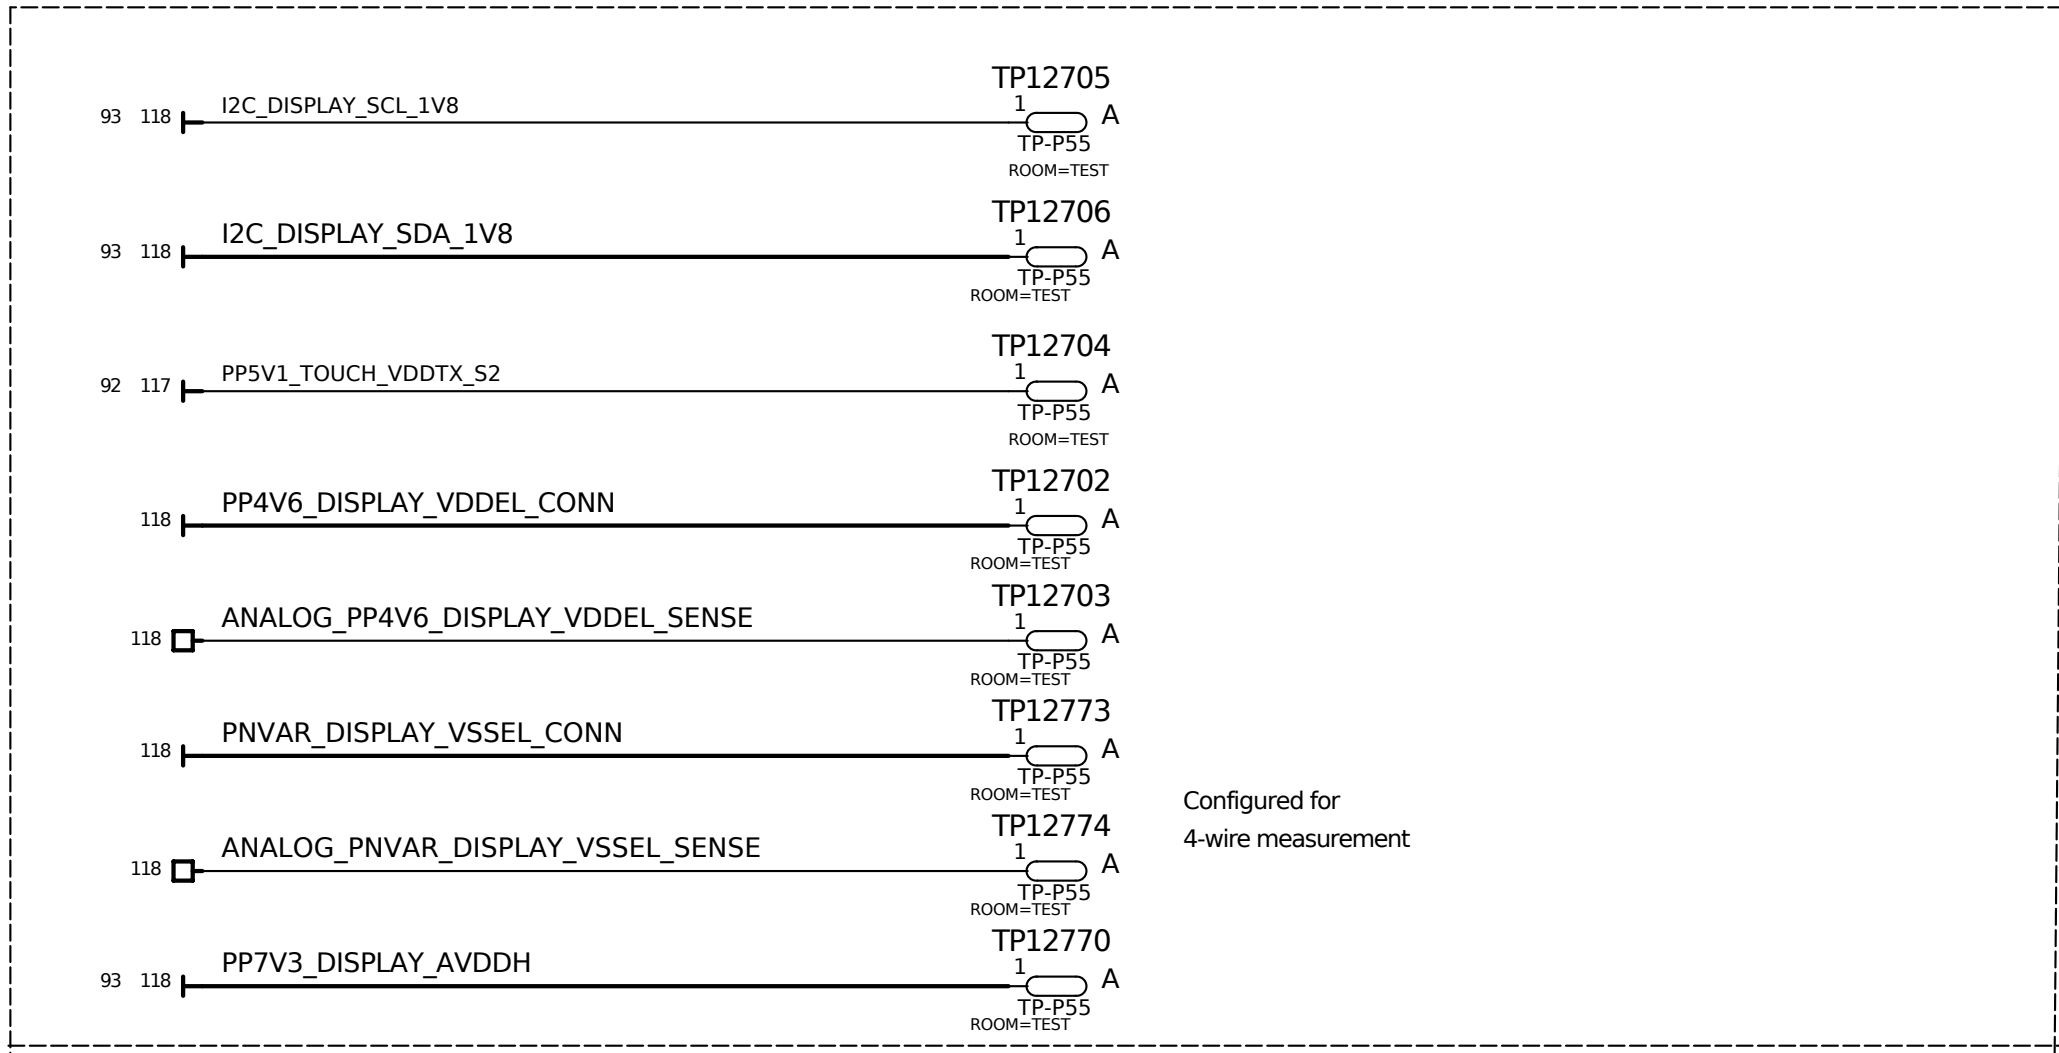 TP12705
93 118 I2C_DISPLAY_SCL_1V8 1 A
TP-P55
ROOM=TEST
TP12706
93 118 I2C_DISPLAY_SDA_1V8 1 A
TP-P55
ROOM=TEST
TP12704
92 117 PP5V1_TOUCH_VDDTX_S2 1 A
TP-P55
ROOM=TEST
TP12702
118 PP4V6_DISPLAY_VDDEL_CONN 1 A
TP-P55
ROOM=TEST
TP12703
118 ANALOG_PP4V6_DISPLAY_VDDEL_SENSE 1 A
TP-P55
ROOM=TEST
TP12773
118 PNVAR_DISPLAY_VSSEL_CONN 1 A
TP-P55
ROOM=TEST
Configured for
4-wire measurement
TP12774
118 ANALOG_PNVAR_DISPLAY_VSSEL_SENSE 1 A
TP-P55
ROOM=TEST
TP12770
93 118 PP7V3_DISPLAY_AVDDH 1 A
TP-P55
ROOM=TEST